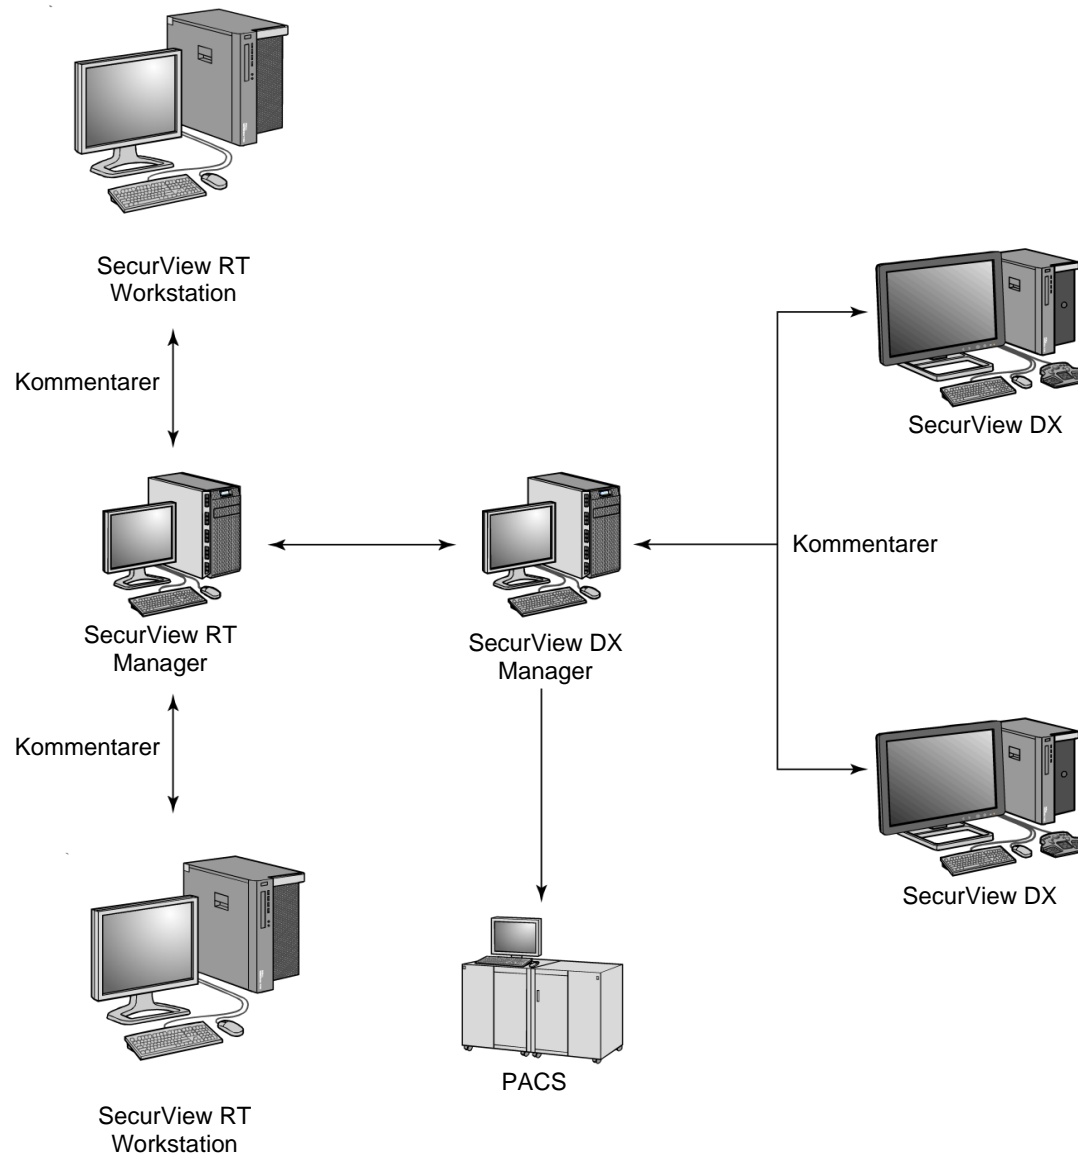 SecurView RT
Workstation
Kommentarer
SecurView DX
SecurView RT
Manager
SecurView DX
Manager
Kommentarer
Kommentarer
SecurView DX
PACS
SecurView RT
Workstation